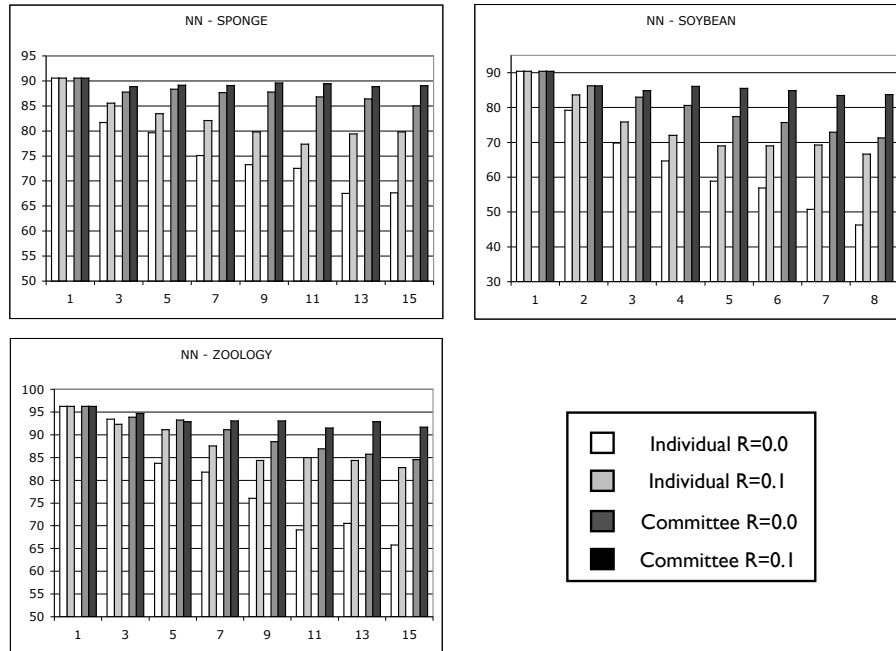 NN - SPONGE
95
90
85
80
75
70
65
60
55
50
1 3 5 7 9 11 13 15
NN - SOYBEAN
90
80
70
60
50
40
30
1 2 3 4 5 6 7 8
NN - ZOOLOGY
100
95
90
85
80
75
70
65
60
55
50
1 3 5 7 9 11 13 15
Individual R=0.0
Individual R=0.1
Committee R=0.0
Committee R=0.1